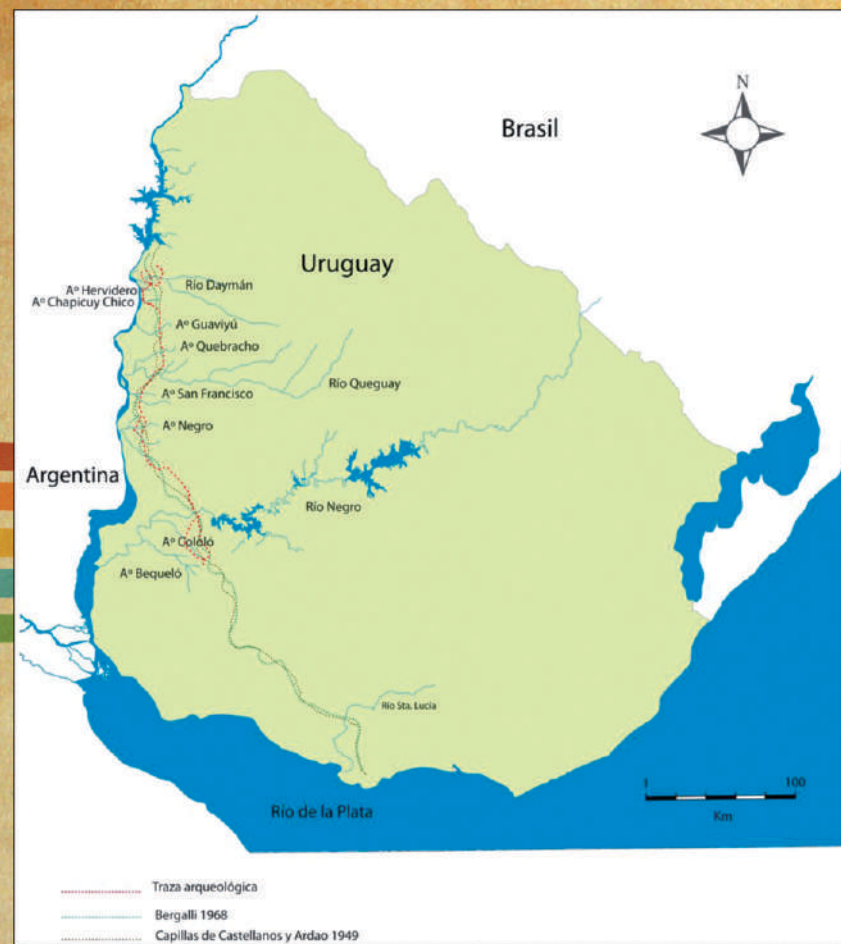 N
Brasil
Uruguay
Aº Hervidero
Río Daymán
Aº Chapicuy Chico
Aº Guaviyú
Aº Quebracho
Río Queguay
Aº San Francisco
Aº Negro
Argentina
Río Negro
Aº Cololó
Aº Bequeló
Río Sta. Lucía
1
100
Km
Río de la Plata
Traza arqueológica
Bergalli 1968
Capillas de Castellanos y Ardao 1949